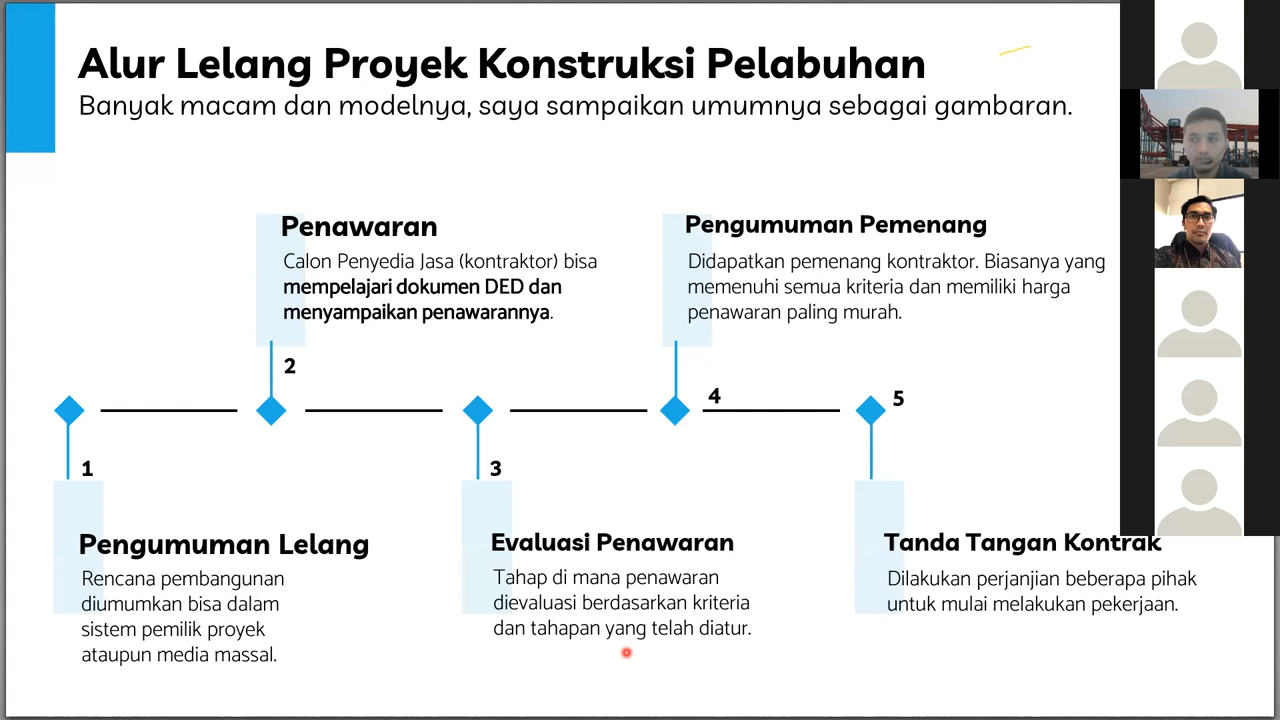 Alur Lelang Proyek Konstruksi Pelabuhan
Banyak macam dan modelnya, saya sampaikan umumnya sebagai gambaran.
1
Pengumuman Lelang
Rencana pembangunan
diumumkan bisa dalam
sistem pemilik proyek
ataupun media massal.
2
Penawaran
Calon Penyedia Jasa (kontraktor) bisa
mempelajari dokumen DED dan
menyampaikan penawarannya.
3
Evaluasi Penawaran
Tahap di mana penawaran
dievaluasi berdasarkan kriteria
dan tahapan yang telah diatur.
4
Pengumuman Pemenang
Didapatkan pemenang kontraktor. Biasanya yang
memenuhi semua kriteria dan memiliki harga
penawaran paling murah.
5
Tanda Tangan Kontrak
Dilakukan perjanjian beberapa pihak
untuk mulai melakukan pekerjaan.